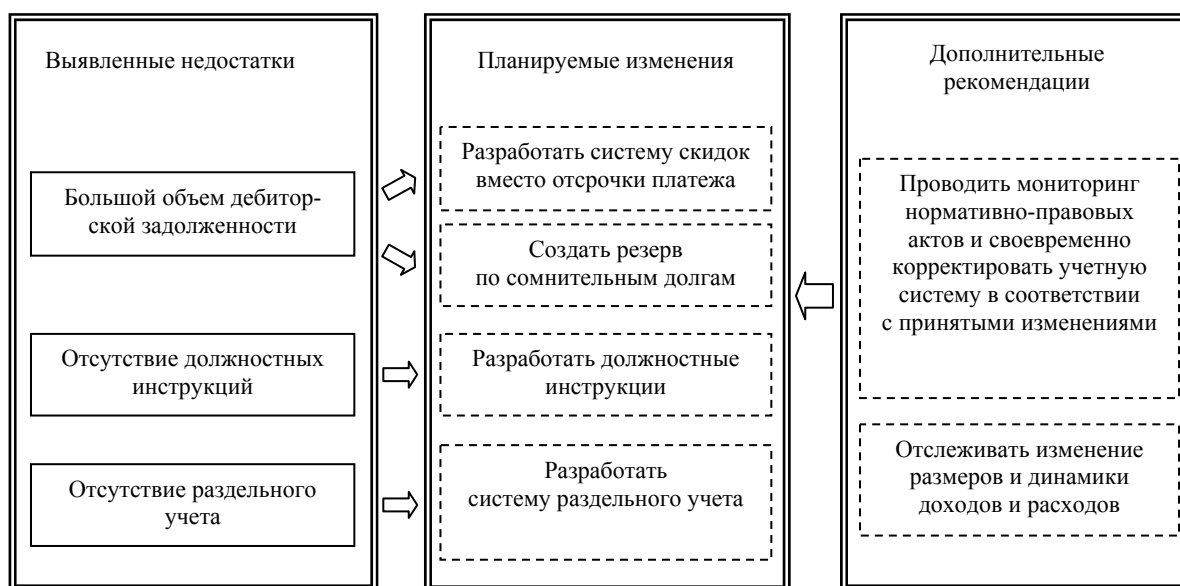 Выявленные недостатки
Большой объем дебитор-
ской задолженности
Отсутствие должностных
инструкций
Отсутствие раздельного
учета
Планируемые изменения
Разработать систему скидок
вместо отсрочки платежа
Создать резерв
по сомнительным долгам
Разработать должностные
инструкции
Разработать
систему раздельного учета
Дополнительные
рекомендации
Проводить мониторинг
нормативно-правовых
актов и своевременно
корректировать учетную
систему в соответствии
с принятыми изменениями
Отслеживать изменение
размеров и динамики
доходов и расходов